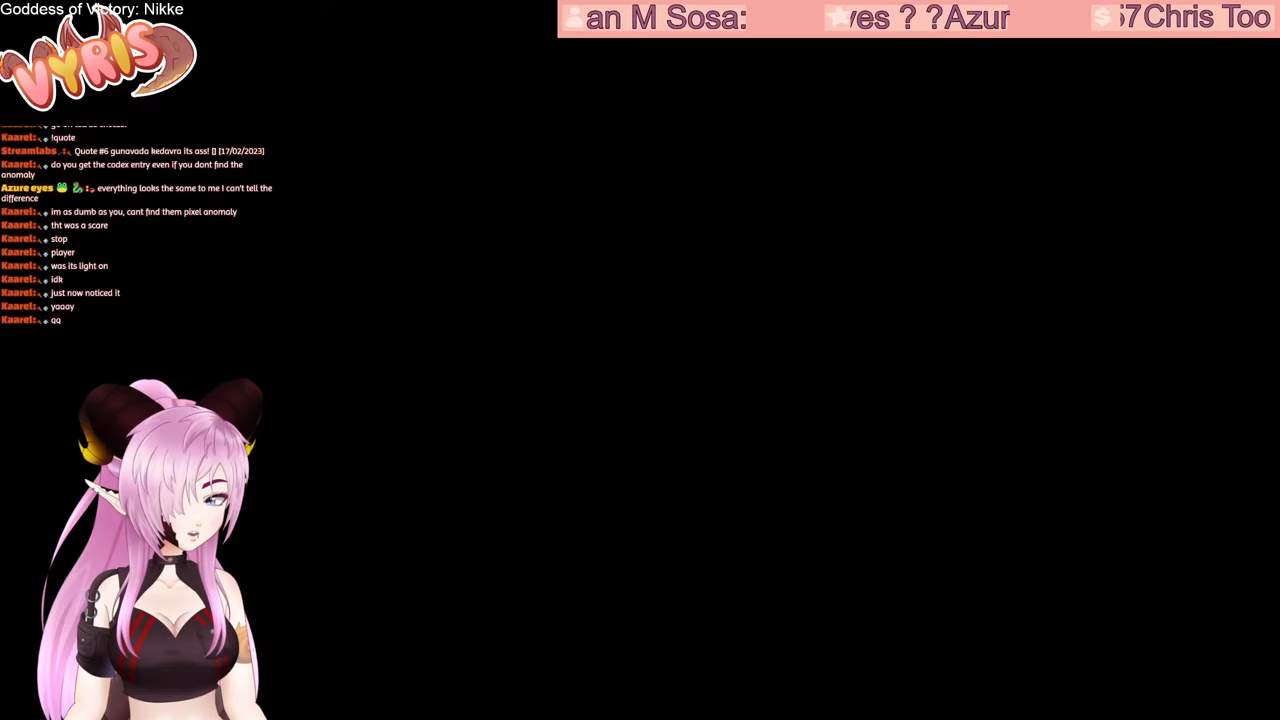 Goddess of Victory: Nikke
an M Sosa:
yes ? ?Azur
67Chris Too
VYRIS
Kaarel: !quote
Streamlabs : Quote #6 gunavada kedavra its ass! [] [17/02/2023]
Kaarel: do you get the codex entry even if you dont find the
anomaly
Azure eyes 🐸 🐍 : everything looks the same to me I can't tell the
difference
Kaarel: im as dumb as you, cant find them pixel anomaly
Kaarel: tht was a scare
Kaarel: stop
Kaarel: player
Kaarel: was its light on
Kaarel: idk
Kaarel: just now noticed it
Kaarel: yaaay
Kaarel: gg